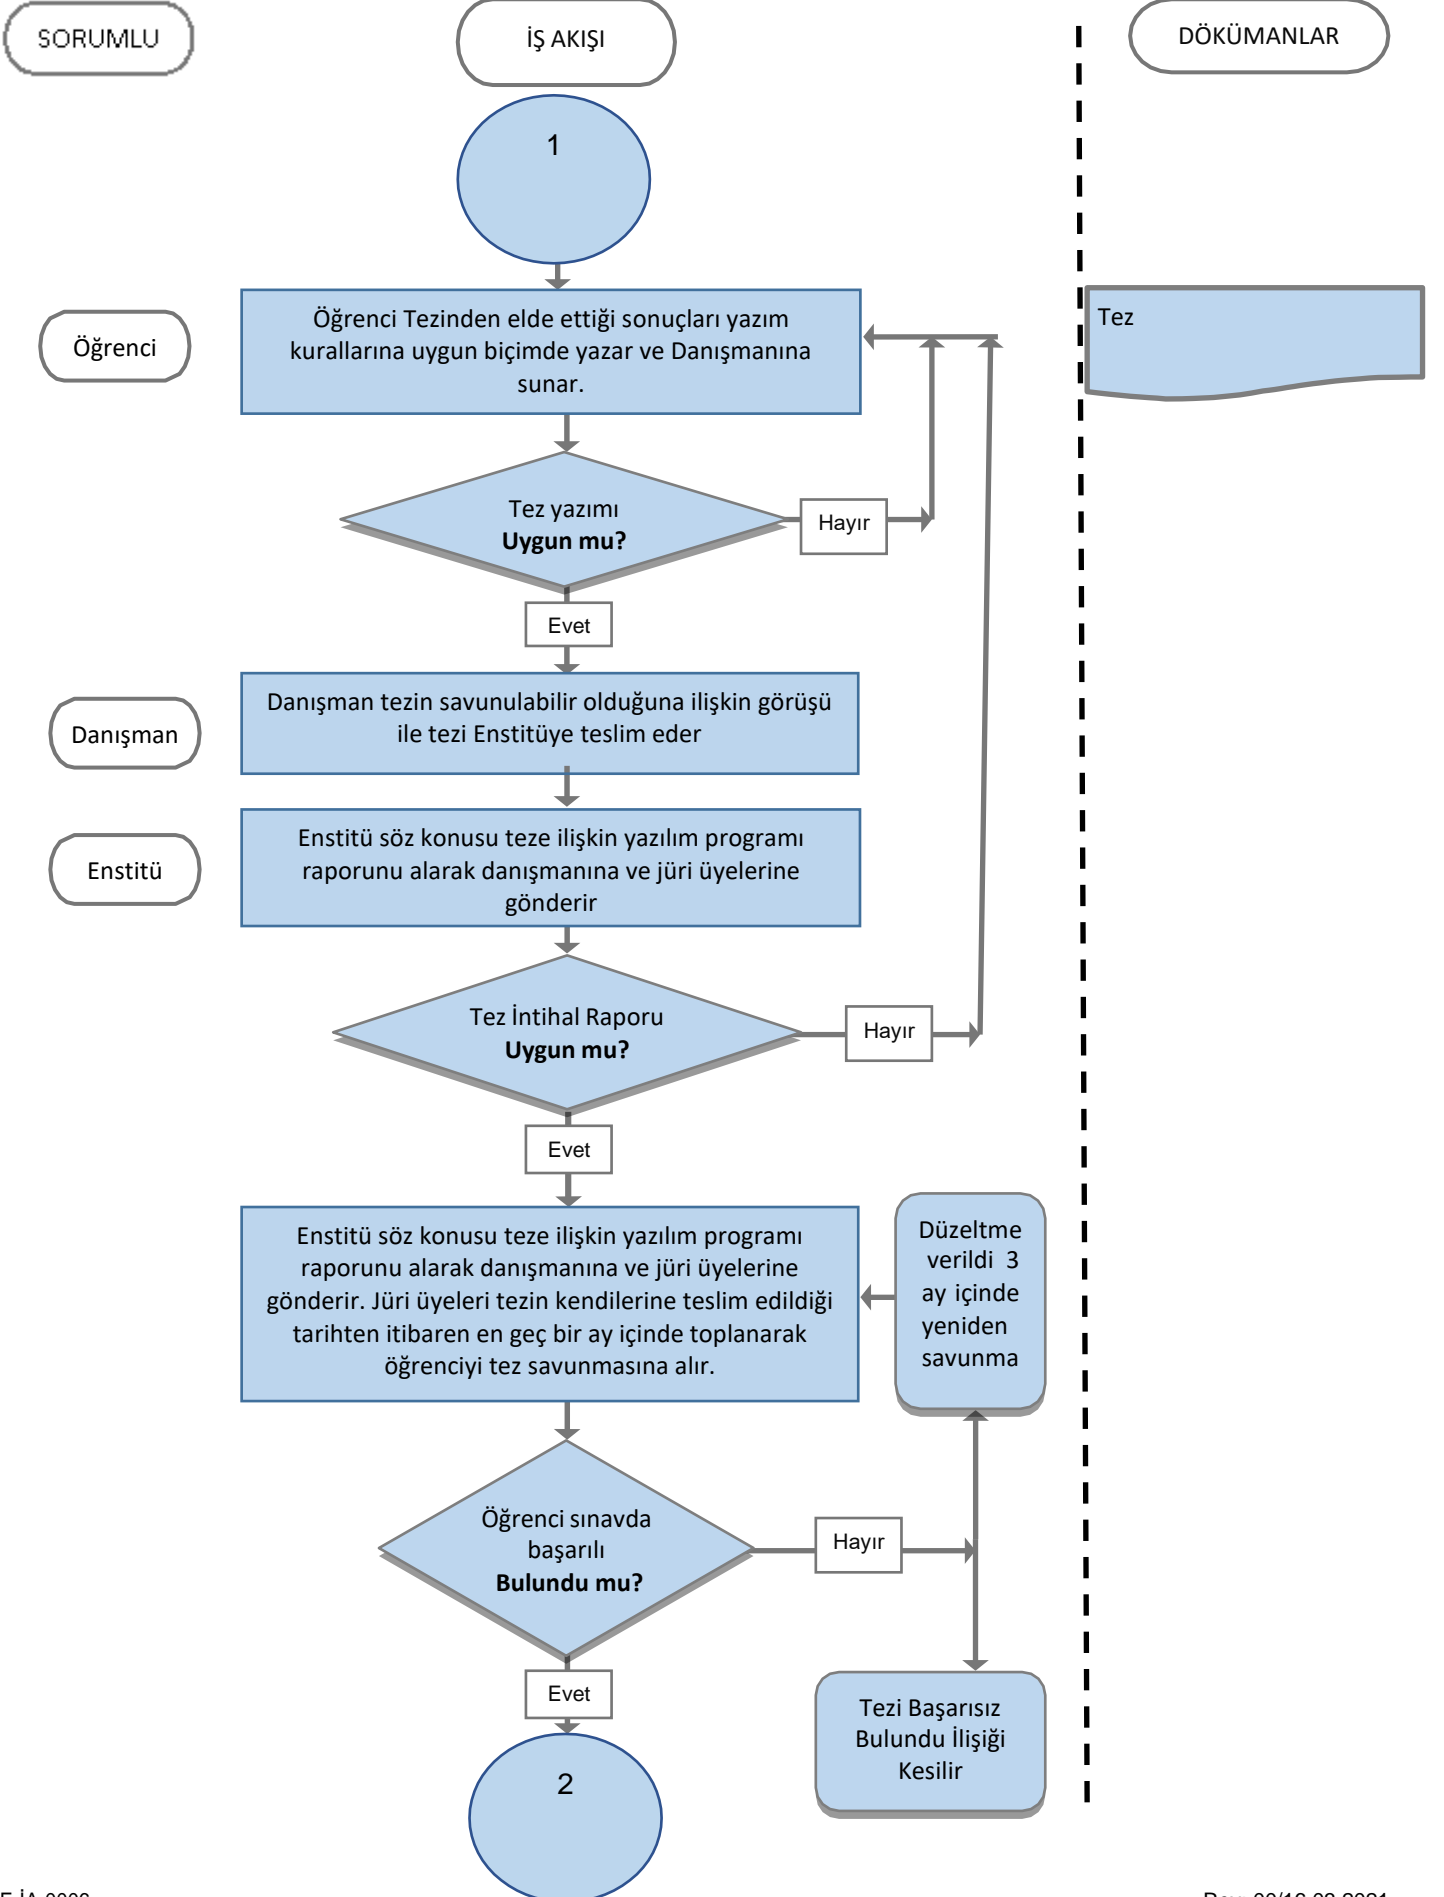 SORUMLU
İŞ AKIŞI
DÖKÜMANLAR
1
Öğrenci
Öğrenci Tezinden elde ettiği sonuçları yazım
kurallarına uygun biçimde yazar ve Danışmanına
sunar.
Tez
Tez yazımı
Uygun mu?
Hayır
Evet
Danışman
Danışman tezin savunulabilir olduğuna ilişkin görüşü
ile tezi Enstitüye teslim eder
Enstitü
Enstitü söz konusu teze ilişkin yazılım programı
raporunu alarak danışmanına ve jüri üyelerine
gönderir
Tez İntihal Raporu
Uygun mu?
Hayır
Evet
Enstitü söz konusu teze ilişkin yazılım programı
raporunu alarak danışmanına ve jüri üyelerine
gönderir. Jüri üyeleri tezin kendilerine teslim edildiği
tarihten itibaren en geç bir ay içinde toplanarak
öğrenciyi tez savunmasına alır.
Düzeltme
verildi 3
ay içinde
yeniden
savunma
Öğrenci sınavda
başarılı
Bulundu mu?
Hayır
Evet
Tezi Başarısız
Bulundu İlişiği
Kesilir
2